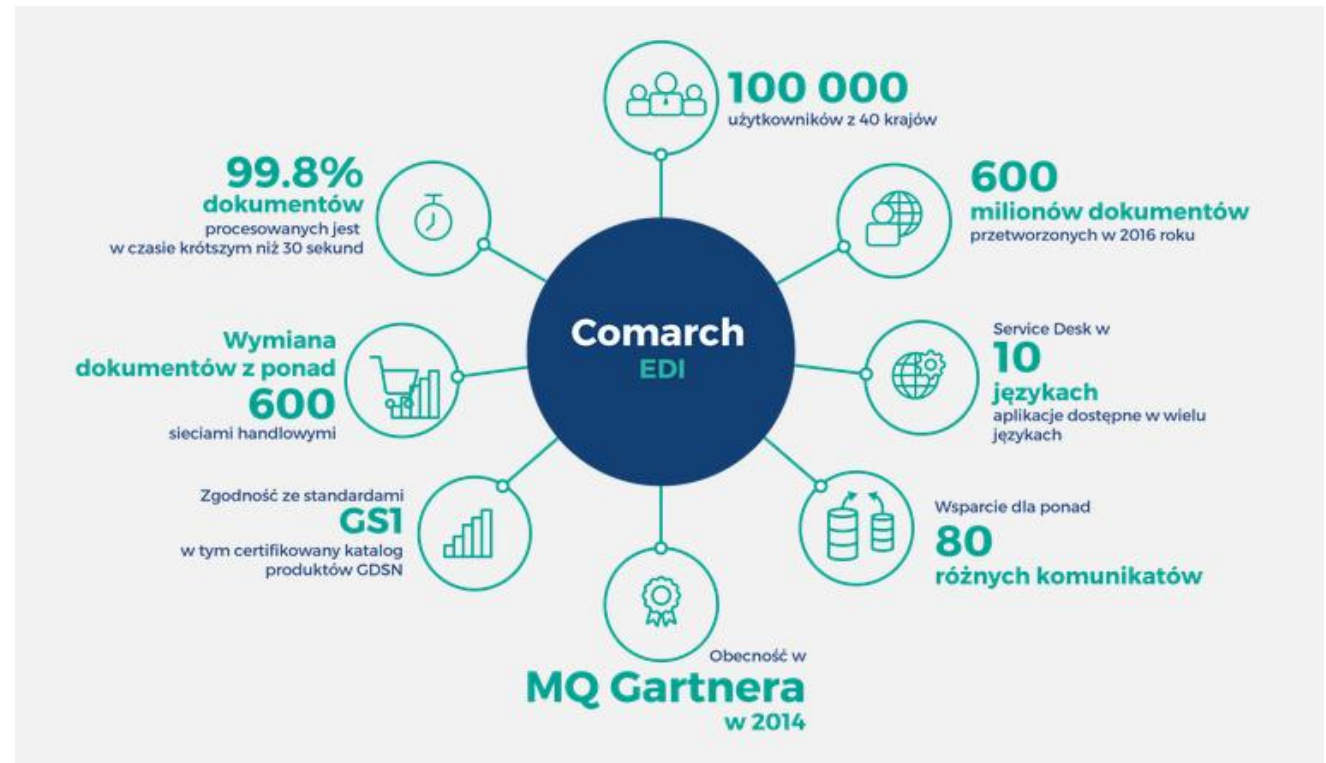 100 000
użytkowników z 40 krajów
99.8%
dokumentów
procesowanych jest
w czasie krótszym niż 30 sekund
600
milionów dokumentów
przetworzonych w 2016 roku
Comarch
EDI
Wymiana
dokumentów z ponad
600
sieciami handlowymi
Service Desk w
10
językach
aplikacje dostępne w wielu
językach
Zgodność ze standardami
GS1
w tym certifikowany katalog
produktów GDSN
Wsparcie dla ponad
80
różnych komunikatów
Obecność w
MQ Gartnera
w 2014